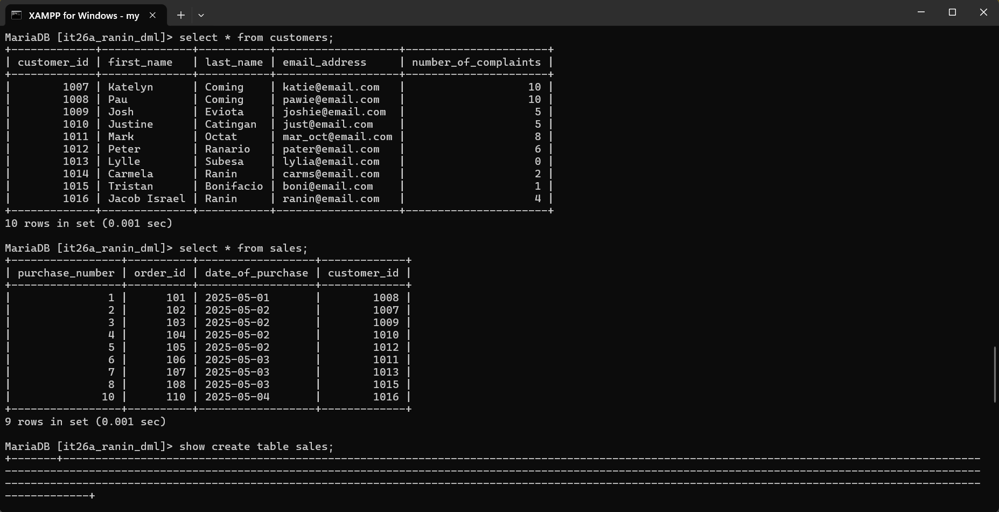 XAMPP for Windows - my
MariaDB [it26a_ranin_dml]> select * from customers;
+-------------+--------------+-----------+-------------------+----------------------+
| customer_id | first_name   | last_name | email_address     | number_of_complaints |
+-------------+--------------+-----------+-------------------+----------------------+
|        1007 | Katelyn      | Coming    | katie@email.com   |                   10 |
|        1008 | Pau          | Coming    | pawie@email.com   |                   10 |
|        1009 | Josh         | Eviota    | joshie@email.com  |                    5 |
|        1010 | Justine      | Catingan  | just@email.com    |                    5 |
|        1011 | Mark         | Octat     | mar_oct@email.com |                    8 |
|        1012 | Peter        | Ranario   | pater@email.com   |                    6 |
|        1013 | Lylle        | Subesa    | lylia@email.com   |                    0 |
|        1014 | Carmela      | Ranin     | carms@email.com   |                    2 |
|        1015 | Tristan      | Bonifacio | boni@email.com    |                    1 |
|        1016 | Jacob Israel | Ranin     | ranin@email.com   |                    4 |
+-------------+--------------+-----------+-------------------+----------------------+
10 rows in set (0.001 sec)
MariaDB [it26a_ranin_dml]> select * from sales;
+-----------------+----------+------------------+-------------+
| purchase_number | order_id | date_of_purchase | customer_id |
+-----------------+----------+------------------+-------------+
|               1 |      101 | 2025-05-01       |        1008 |
|               2 |      102 | 2025-05-02       |        1007 |
|               3 |      103 | 2025-05-02       |        1009 |
|               4 |      104 | 2025-05-02       |        1010 |
|               5 |      105 | 2025-05-02       |        1012 |
|               6 |      106 | 2025-05-03       |        1011 |
|               7 |      107 | 2025-05-03       |        1013 |
|               8 |      108 | 2025-05-03       |        1015 |
|              10 |      110 | 2025-05-04       |        1016 |
+-----------------+----------+------------------+-------------+
9 rows in set (0.001 sec)
MariaDB [it26a_ranin_dml]> show create table sales;